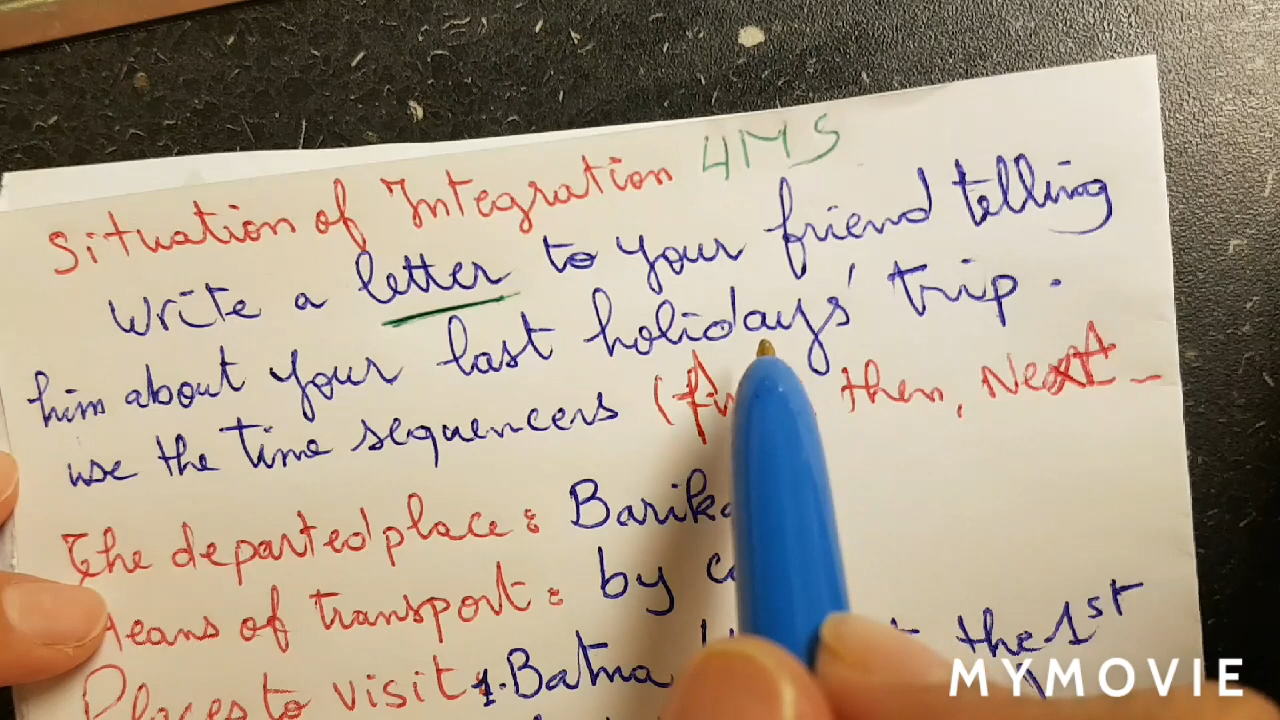 Situation of Integration 4MS
Write a letter to your friend telling
him about your last holidays' trip.
use the time sequencers ( then, Next -
The departed place :
Means of transport : by
Places to visit : 1. Batna the 1st
MYMOVIE